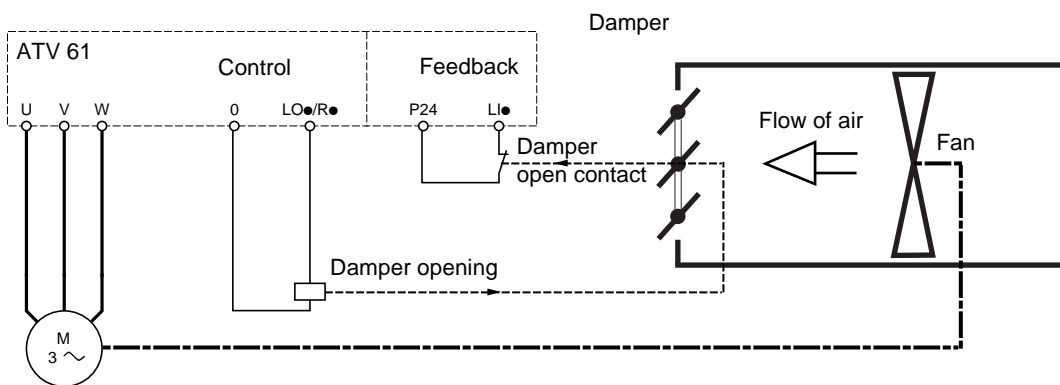 Damper
ATV 61
Control
Feedback
U
V
W
0
LO●/R●
P24
LI●
Damper
open contact
Flow of air
Fan
Damper opening
M
3 ~